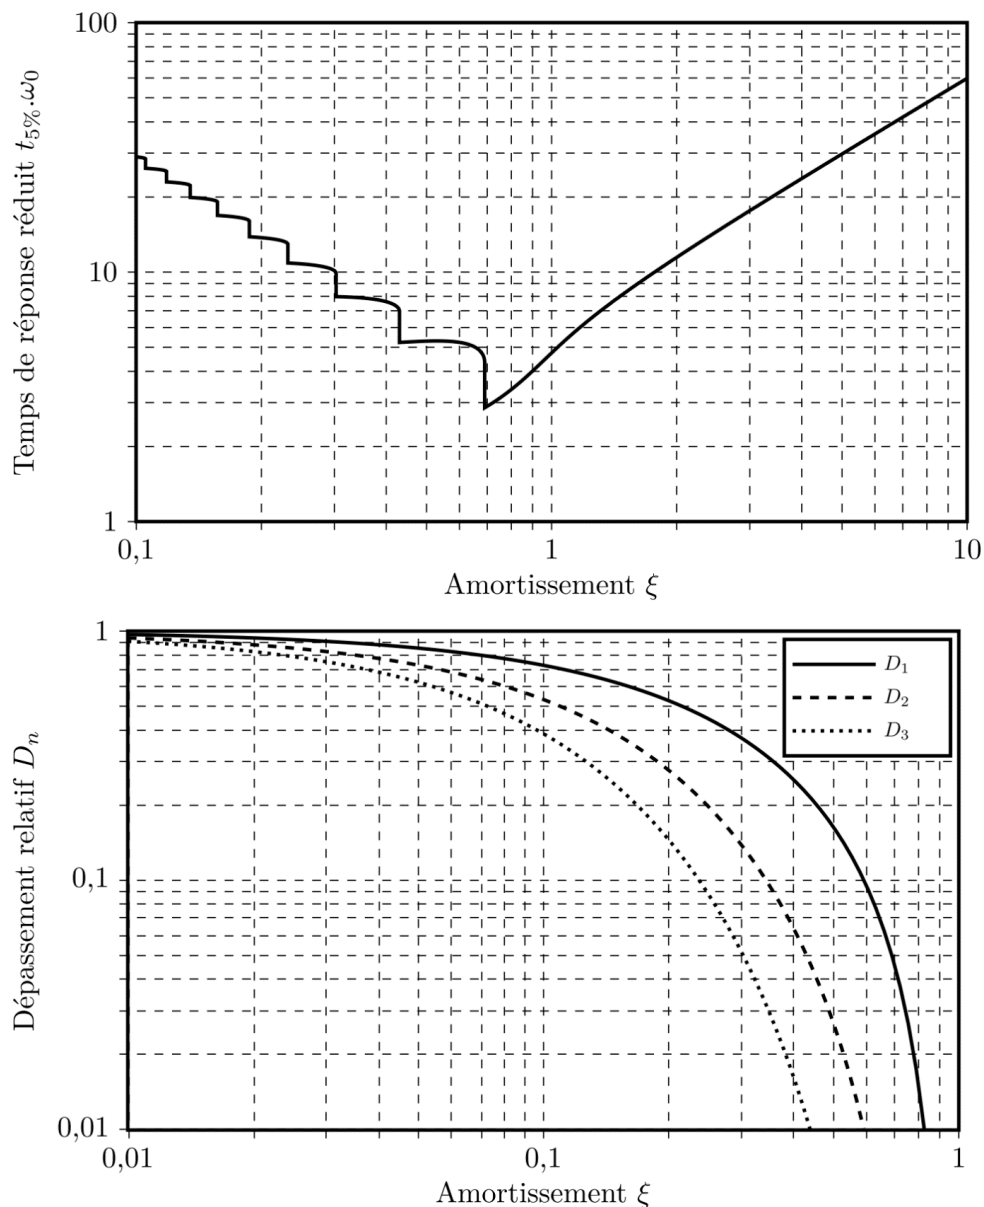 100
10
1
0,1
1
10
Temps de réponse réduit t5%.ω0
Amortissement ξ
1
0,1
0,01
0,01
0,1
1
Dépassement relatif Dn
D1
D2
D3
Amortissement ξ